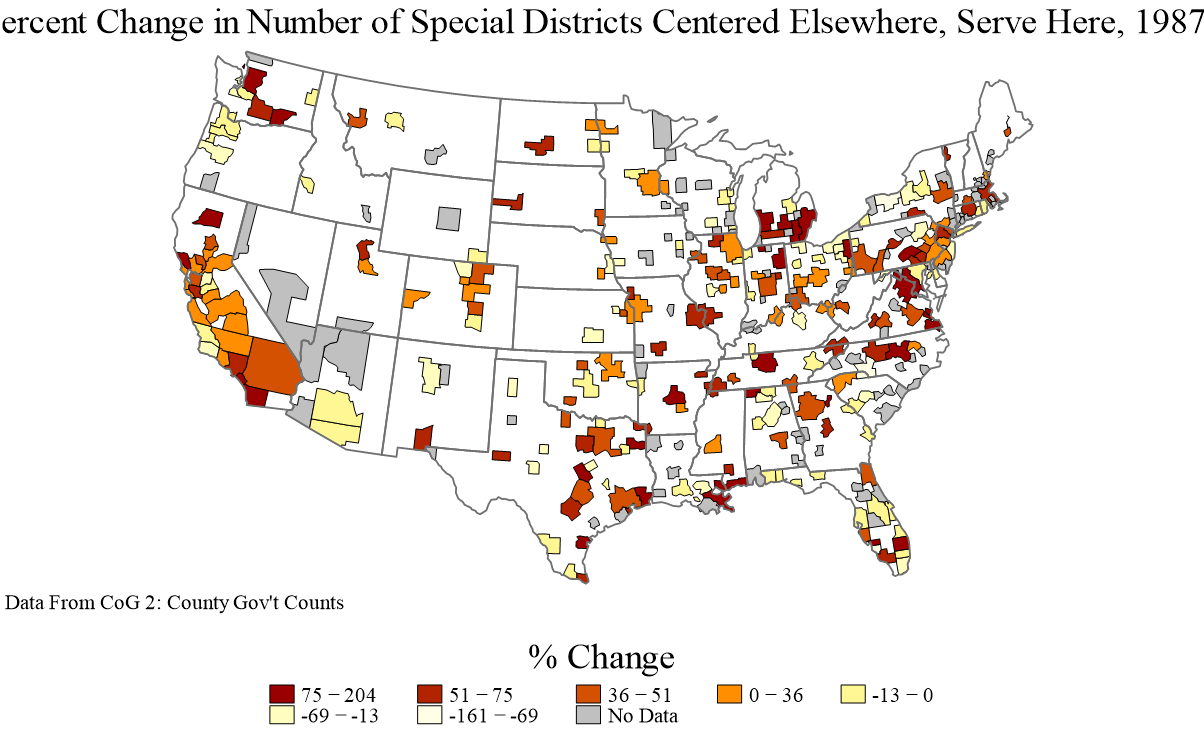 ercent Change in Number of Special Districts Centered Elsewhere, Serve Here, 1987
Data From CoG 2: County Gov't Counts
% Change
75 − 204 51 − 75 36 − 51 0 − 36 -13 − 0
-69 − -13 -161 − -69 No Data